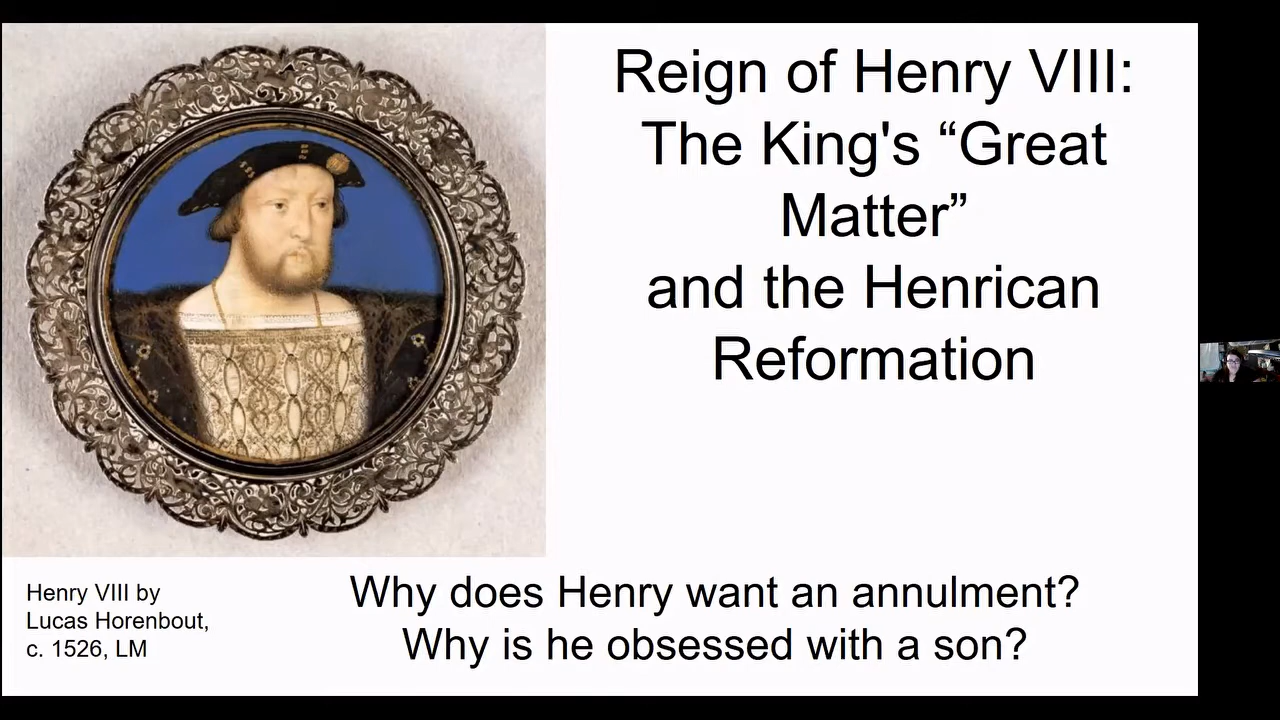 Reign of Henry VIII:
The King's “Great
Matter”
and the Henrican
Reformation
Henry VIII by
Lucas Horenbout,
c. 1526, LM
Why does Henry want an annulment?
Why is he obsessed with a son?